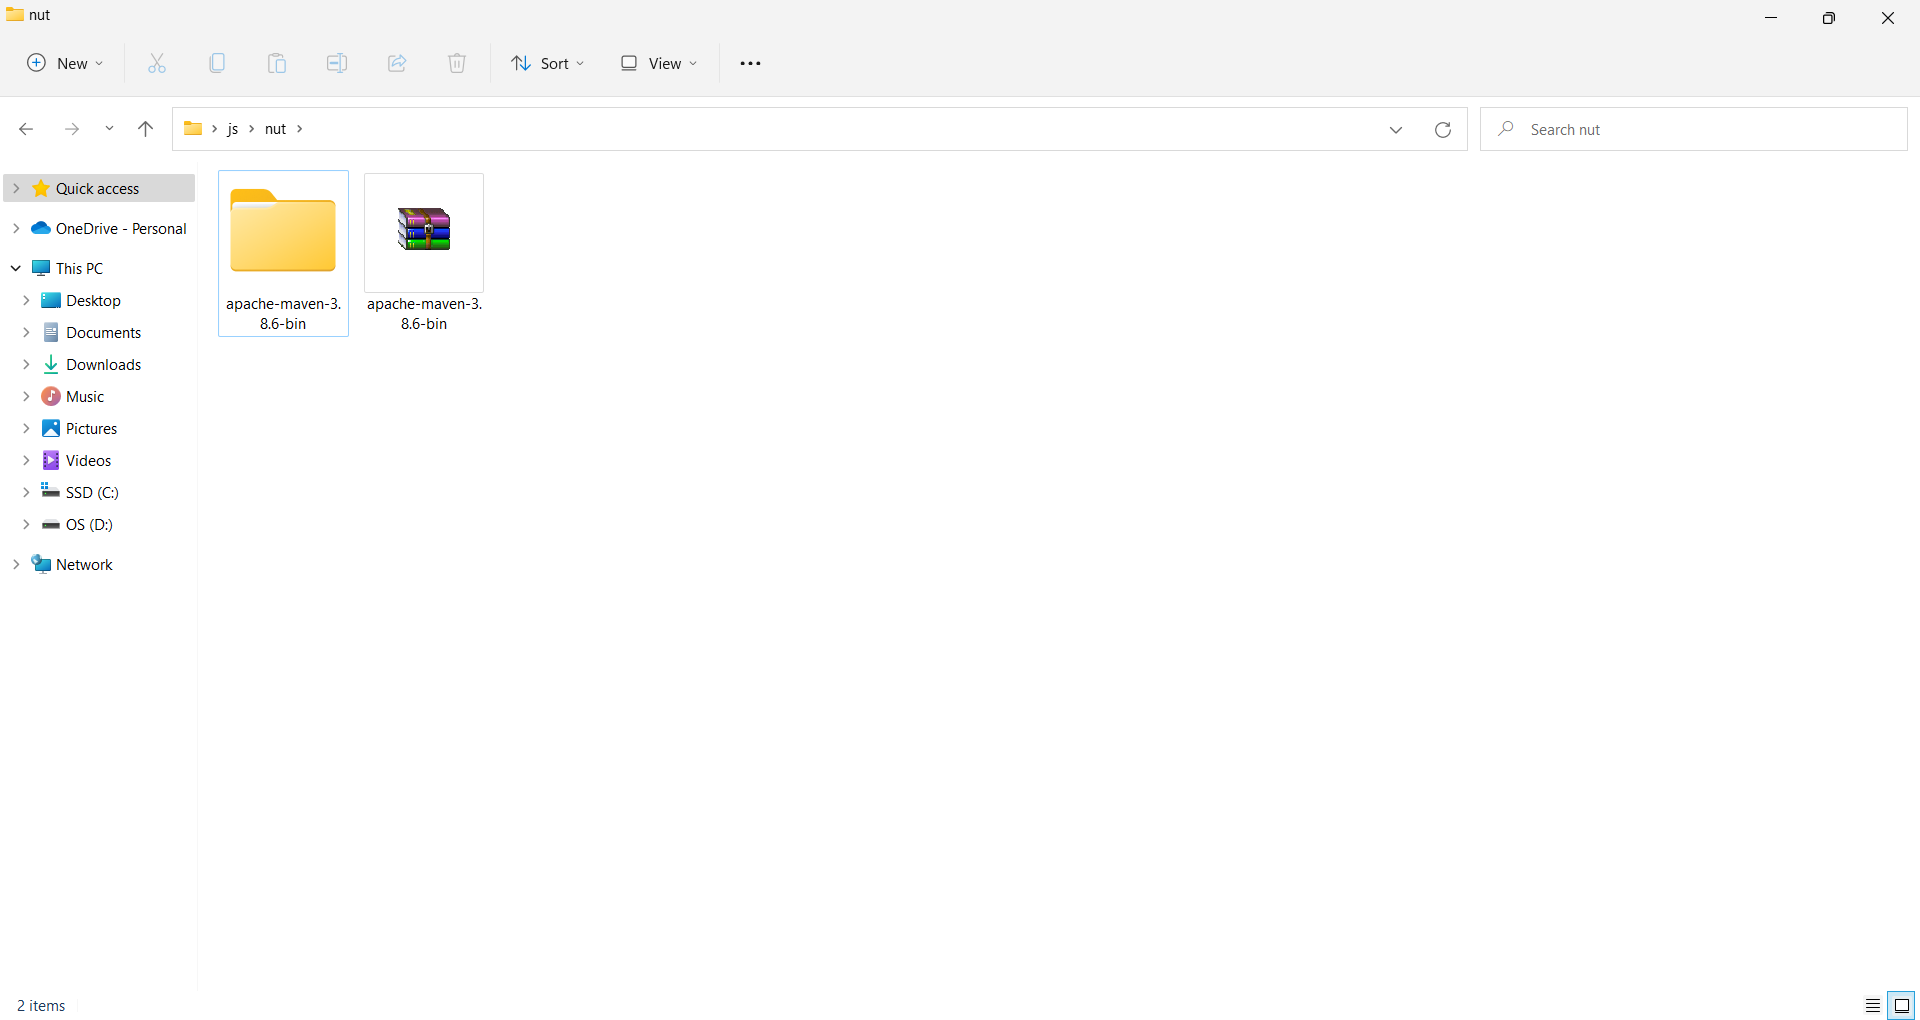 nut
New
Sort
View
js
nut
Search nut
Quick access
OneDrive - Personal
This PC
Desktop
Documents
Downloads
Music
Pictures
Videos
SSD (C:)
OS (D:)
Network
apache-maven-3.
8.6-bin
apache-maven-3.
8.6-bin
2 items